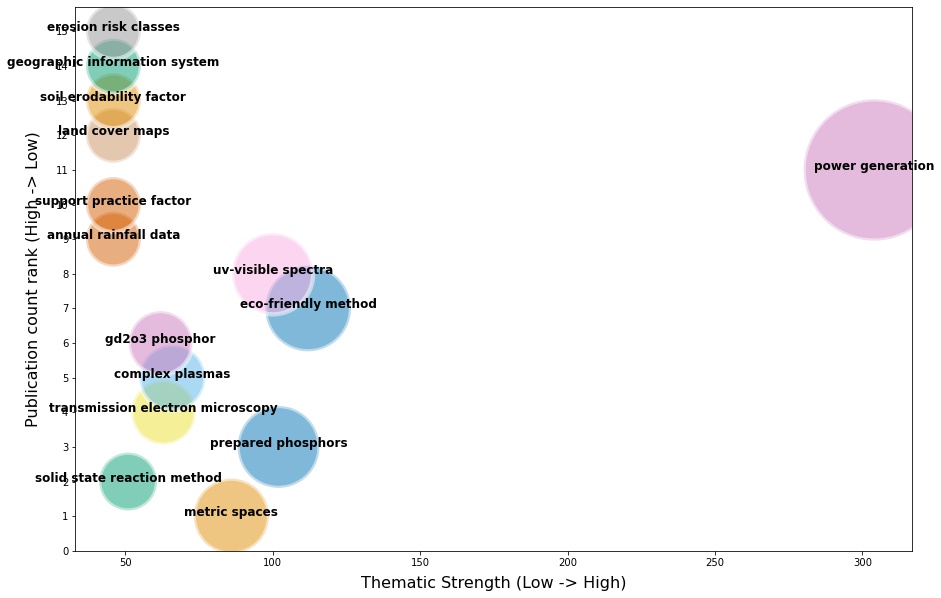 15
erosion risk classes
14
geographic information system
13
soil erodability factor
12
land cover maps
11
power generation
10
support practice factor
9
annual rainfall data
8
uv-visible spectra
7
eco-friendly method
6
gd2o3 phosphor
5
complex plasmas
4
transmission electron microscopy
3
prepared phosphors
2
solid state reaction method
1
metric spaces
0
Publication count rank (High -> Low)
50 100 150 200 250 300
Thematic Strength (Low -> High)